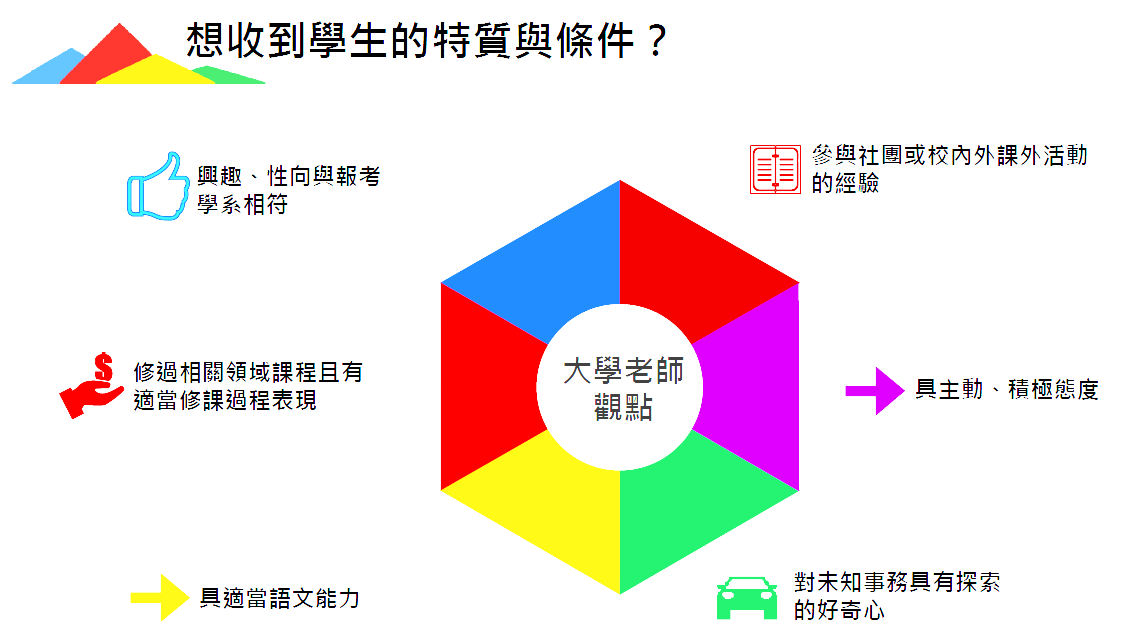 想收到學生的特質與條件？
興趣、性向與報考
學系相符
參與社團或校內外課外活動
的經驗
大學老師
觀點
修過相關領域課程且有
適當修課過程表現
具主動、積極態度
具適當語文能力
對未知事務具有探索
的好奇心